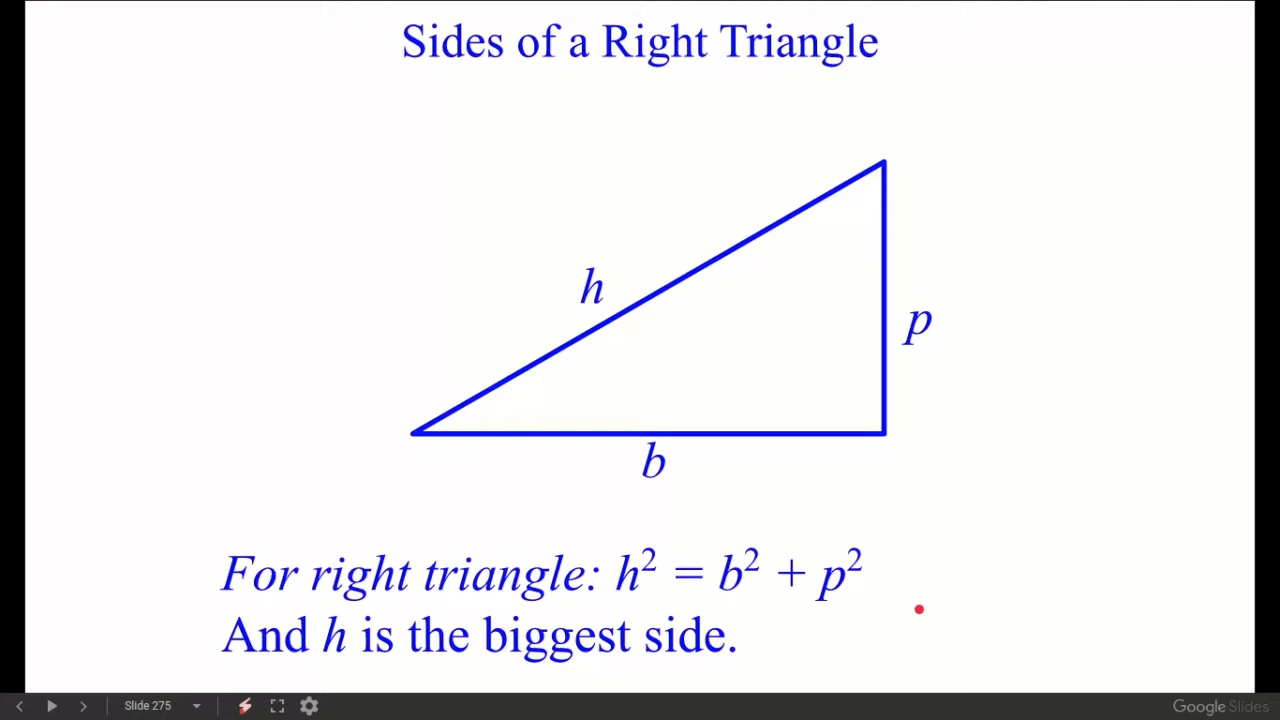 Sides of a Right Triangle
h
p
b
For right triangle: h² = b² + p²
And h is the biggest side.
Slide 275
Google Slides